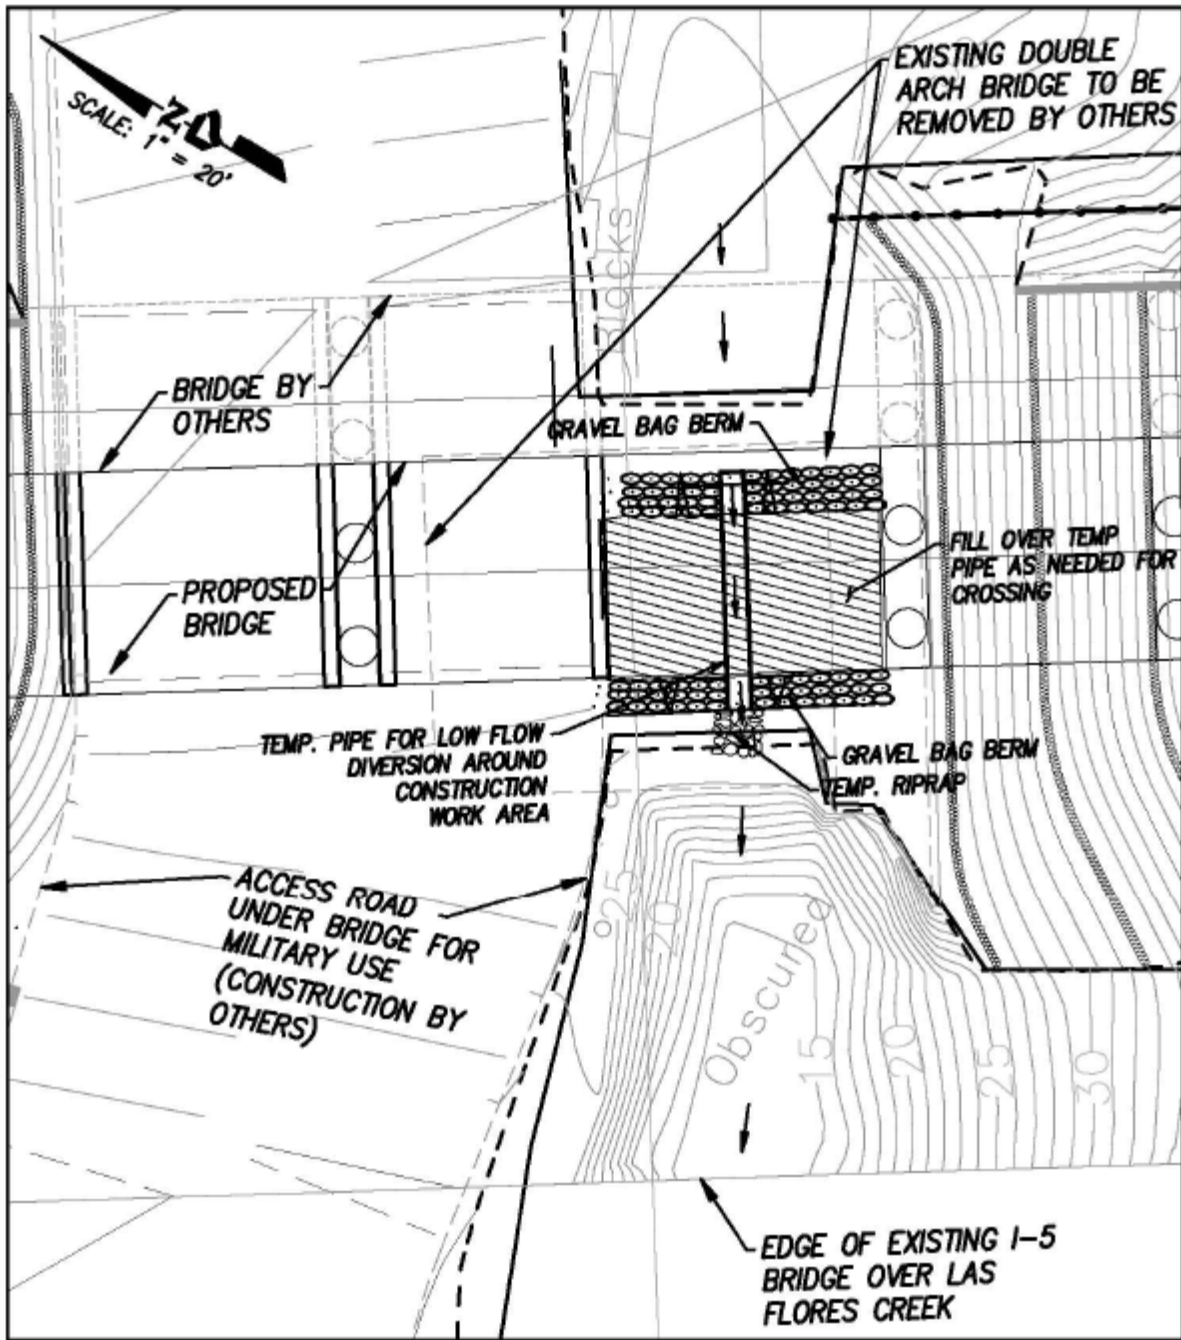 EXISTING DOUBLE
ARCH BRIDGE TO BE
REMOVED BY OTHERS
N
SCALE: 1" = 20'
Blocks
BRIDGE BY
OTHERS
GRAVEL BAG BERM
FILL OVER TEMP
PIPE AS NEEDED FOR
CROSSING
PROPOSED
BRIDGE
TEMP. PIPE FOR LOW FLOW
DIVERSION AROUND
CONSTRUCTION
WORK AREA
GRAVEL BAG BERM
TEMP. RIPRAP
ACCESS ROAD
UNDER BRIDGE FOR
MILITARY USE
(CONSTRUCTION BY
OTHERS)
25
20
Obscured
15
20
25
30
EDGE OF EXISTING I-5
BRIDGE OVER LAS
FLORES CREEK